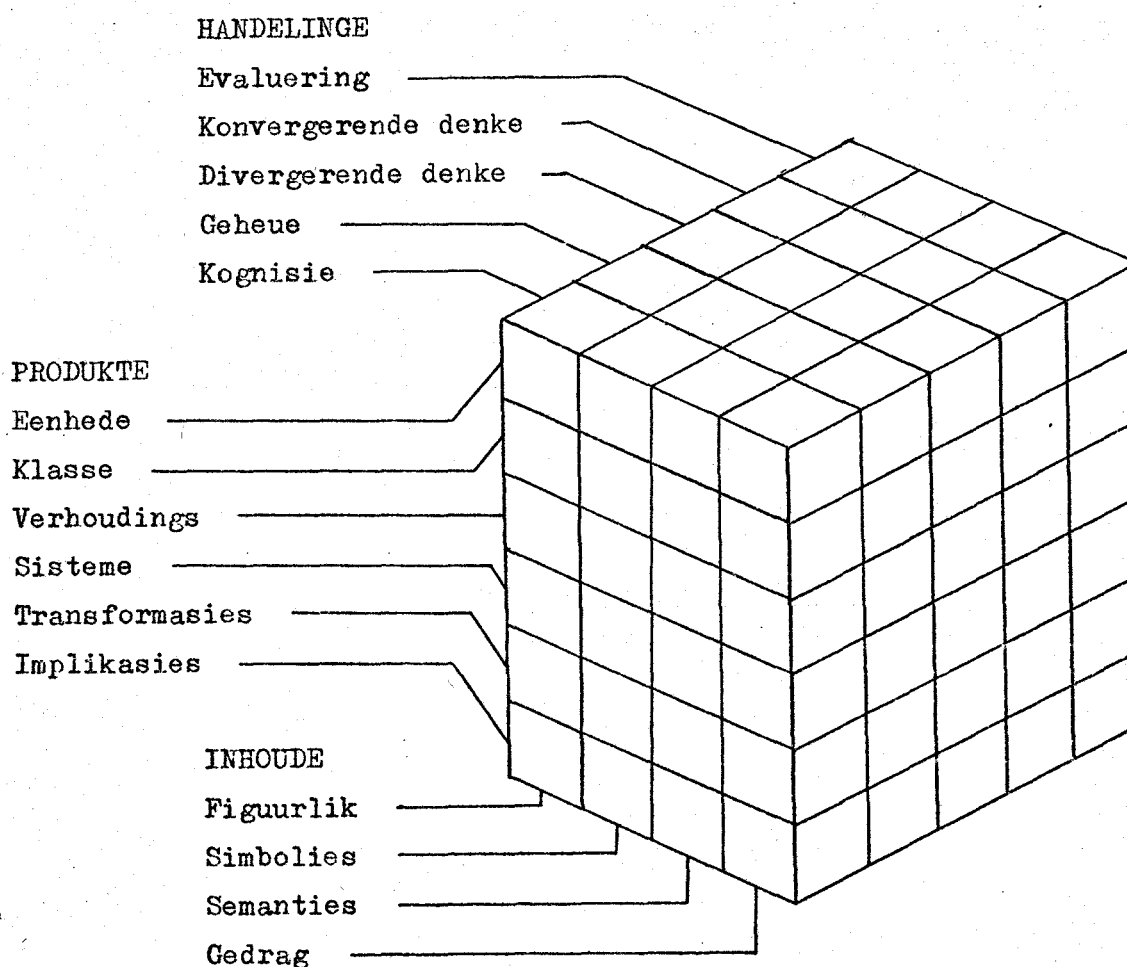 HANDELINGE
Evaluering
Konvergerende denke
Divergerende denke
Geheue
Kognisie
PRODUKTE
Eenhede
Klasse
Verhoudings
Sisteme
Transformasies
Implikasies
INHOUDE
Figuurlik
Simbolies
Semanties
Gedrag